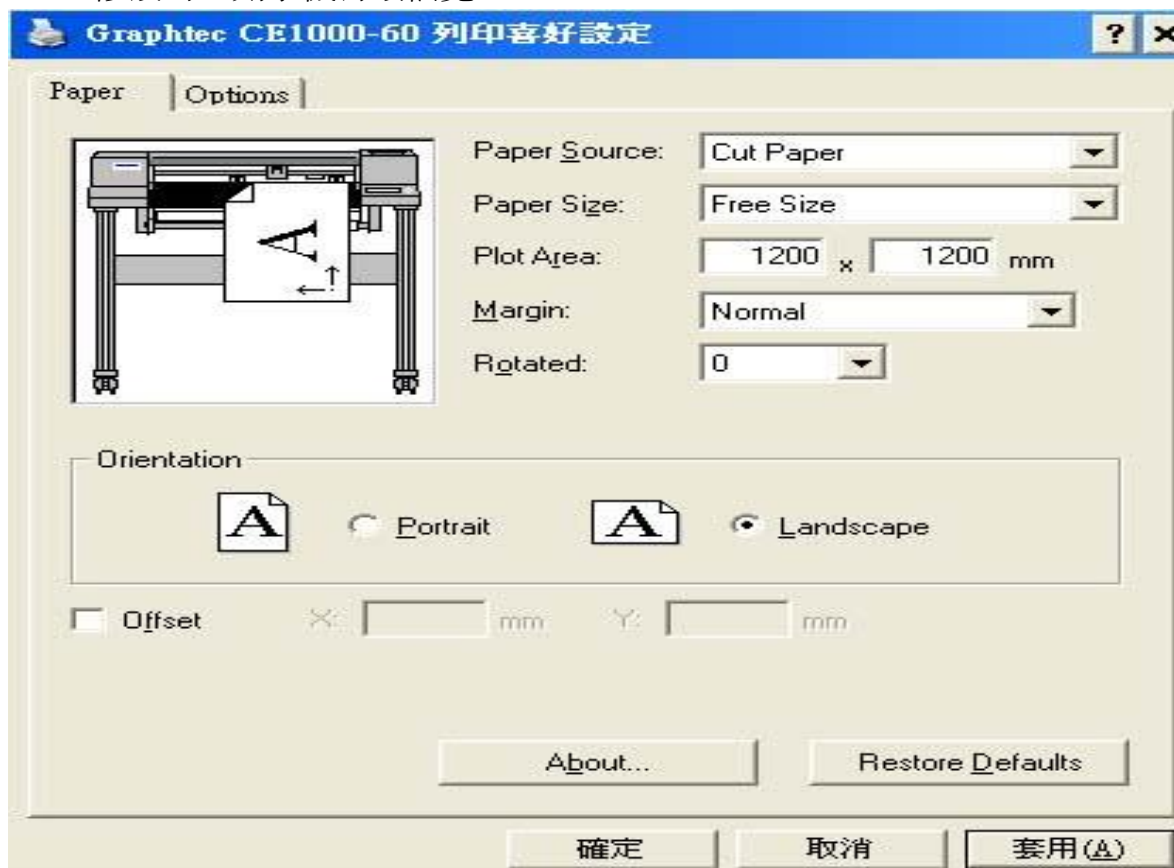 Graphtec CE1000-60 列印喜好設定
Paper Options
Paper Source: Cut Paper
Paper Size: Free Size
Plot Area: 1200 x 1200 mm
Margin: Normal
Rotated: 0
A
Orientation
A Portrait A Landscape
Offset X: mm Y: mm
About... Restore Defaults
確定 取消 套用(A)